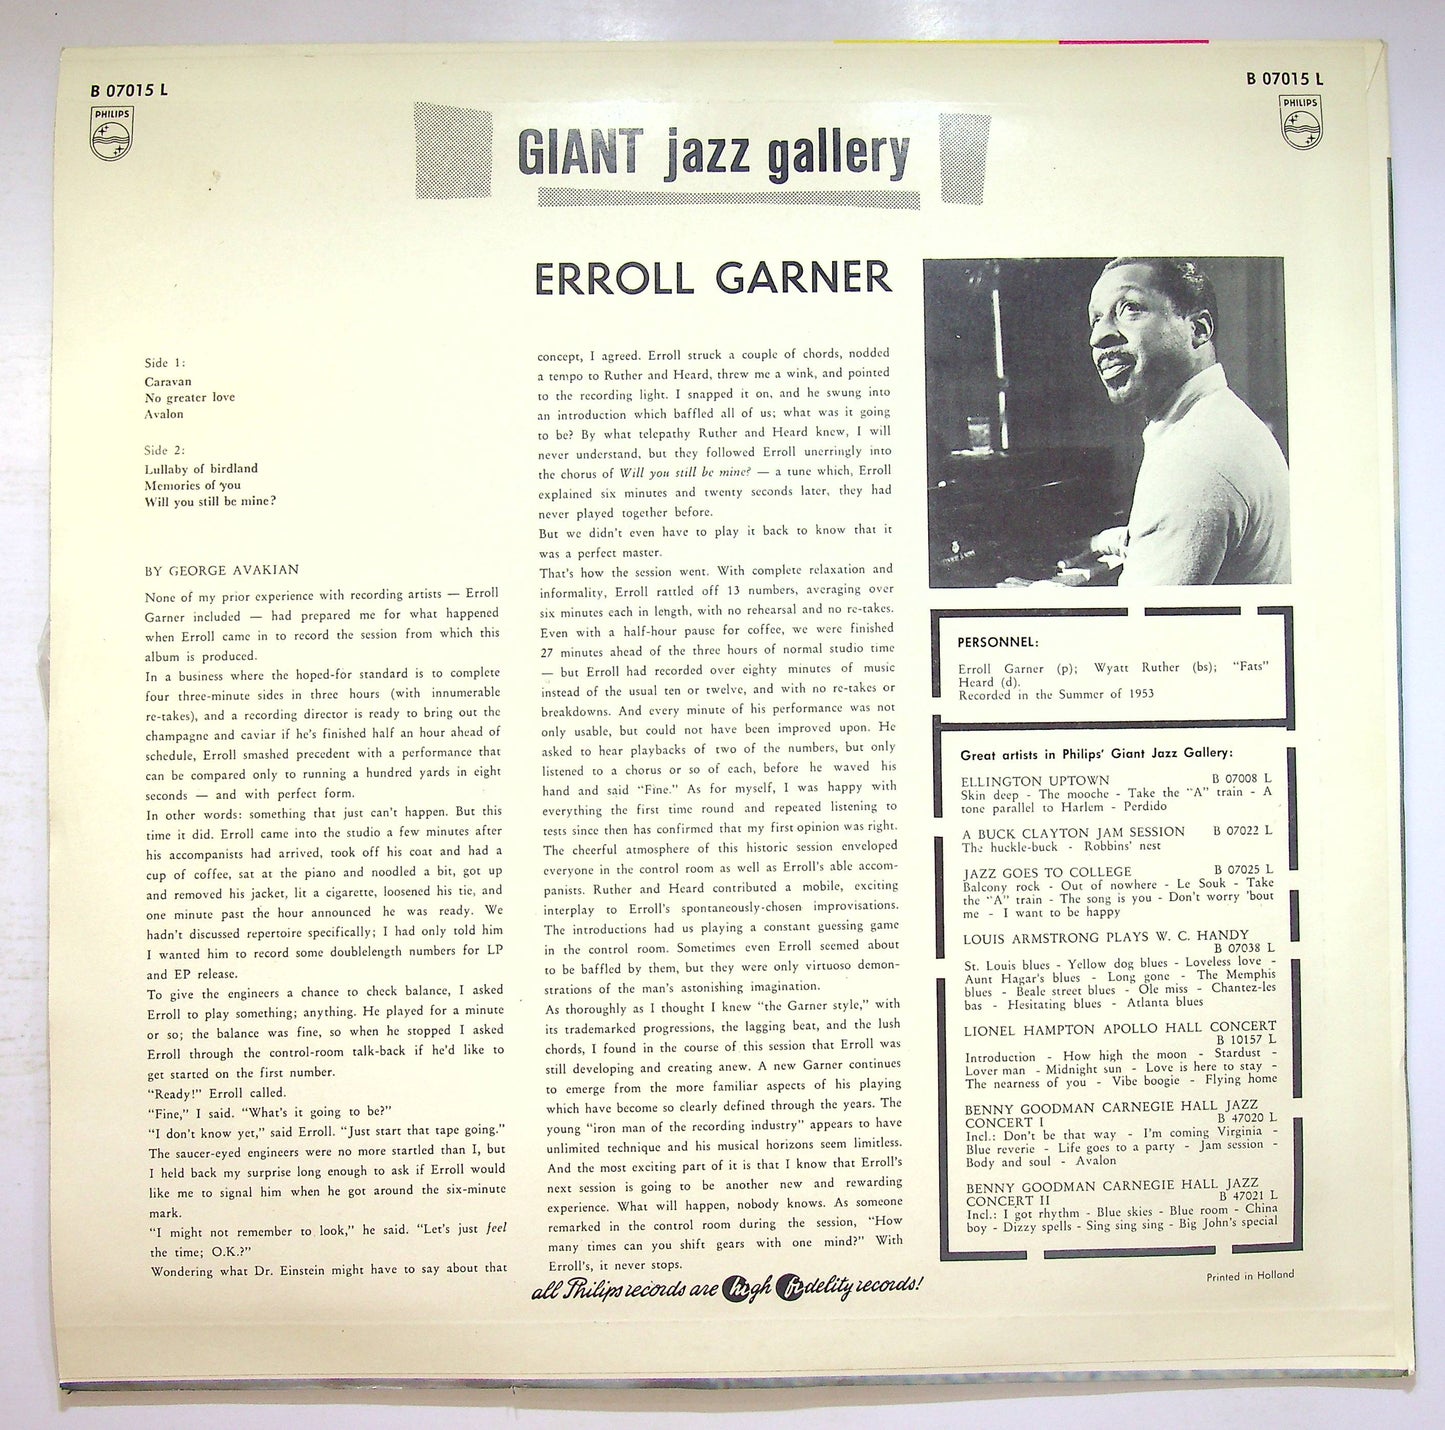 B 07015 L
PHILIPS
B 07015 L
PHILIPS
GIANT jazz gallery
ERROLL GARNER
Side 1:
Caravan
No greater love
Avalon
Side 2:
Lullaby of birdland
Memories of you
Will you still be mine?
BY GEORGE AVAKIAN
None of my prior experience with recording artists — Erroll
Garner included — had prepared me for what happened
when Erroll came in to record the session from which this
album is produced.
In a business where the hoped-for standard is to complete
four three-minute sides in three hours (with innumerable
re-takes), and a recording director is ready to bring out the
champagne and caviar if he's finished half an hour ahead of
schedule, Erroll smashed precedent with a performance that
can be compared only to running a hundred yards in eight
seconds — and with perfect form.
In other words: something that just can't happen. But this
time it did. Erroll came into the studio a few minutes after
his accompanists had arrived, took off his coat and had a
cup of coffee, sat at the piano and noodled a bit, got up
and removed his jacket, lit a cigarette, loosened his tie, and
one minute past the hour announced he was ready. We
hadn't discussed repertoire specifically; I had only told him
I wanted him to record some doublelength numbers for LP
and EP release.
To give the engineers a chance to check balance, I asked
Erroll to play something; anything. He played for a minute
or so; the balance was fine, so when he stopped I asked
Erroll through the control-room talk-back if he'd like to
get started on the first number.
“Ready!” Erroll called.
“Fine,” I said. “What's it going to be?”
“I don't know yet,” said Erroll. “Just start that tape going.”
The saucer-eyed engineers were no more startled than I, but
I held back my surprise long enough to ask if Erroll would
like me to signal him when he got around the six-minute
mark.
“I might not remember to look,” he said. “Let's just feel
the time; O.K.?”
Wondering what Dr. Einstein might have to say about that
concept, I agreed. Erroll struck a couple of chords, nodded
a tempo to Ruther and Heard, threw me a wink, and pointed
to the recording light. I snapped it on, and he swung into
an introduction which baffled all of us; what was it going
to be? By what telepathy Ruther and Heard knew, I will
never understand, but they followed Erroll unerringly into
the chorus of Will you still be mine? — a tune which, Erroll
explained six minutes and twenty seconds later, they had
never played together before.
But we didn't even have to play it back to know that it
was a perfect master.
That's how the session went. With complete relaxation and
informality, Erroll rattled off 13 numbers, averaging over
six minutes each in length, with no rehearsal and no re-takes.
Even with a half-hour pause for coffee, we were finished
27 minutes ahead of the three hours of normal studio time
— but Erroll had recorded over eighty minutes of music
instead of the usual ten or twelve, and with no re-takes or
breakdowns. And every minute of his performance was not
only usable, but could not have been improved upon. He
asked to hear playbacks of two of the numbers, but only
listened to a chorus or so of each, before he waved his
hand and said “Fine.” As for myself, I was happy with
everything the first time round and repeated listening to
tests since then has confirmed that my first opinion was right.
The cheerful atmosphere of this historic session enveloped
everyone in the control room as well as Erroll's able accom-
panists. Ruther and Heard contributed a mobile, exciting
interplay to Erroll's spontaneously-chosen improvisations.
The introductions had us playing a constant guessing game
in the control room. Sometimes even Erroll seemed about
to be baffled by them, but they were only virtuoso demon-
strations of the man's astonishing imagination.
As thoroughly as I thought I knew “the Garner style,” with
its trademarked progressions, the lagging beat, and the lush
chords, I found in the course of this session that Erroll was
still developing and creating anew. A new Garner continues
to emerge from the more familiar aspects of his playing
which have become so clearly defined through the years. The
young “iron man of the recording industry” appears to have
unlimited technique and his musical horizons seem limitless.
And the most exciting part of it is that I know that Erroll's
next session is going to be another new and rewarding
experience. What will happen, nobody knows. As someone
remarked in the control room during the session, “How
many times can you shift gears with one mind?” With
Erroll's, it never stops.
all Philips records are high fidelity records!
PERSONNEL:
Erroll Garner (p); Wyatt Ruther (bs); “Fats”
Heard (d).
Recorded in the Summer of 1953
Great artists in Philips' Giant Jazz Gallery:
ELLINGTON UPTOWN B 07008 L
Skin deep - The mooche - Take the “A” train - A
tone parallel to Harlem - Perdido
A BUCK CLAYTON JAM SESSION B 07022 L
The huckle-buck - Robbins' nest
JAZZ GOES TO COLLEGE B 07025 L
Balcony rock - Out of nowhere - Le Souk - Take
the “A” train - The song is you - Don't worry 'bout
me - I want to be happy
LOUIS ARMSTRONG PLAYS W. C. HANDY
B 07038 L
St. Louis blues - Yellow dog blues - Loveless love -
Aunt Hagar's blues - Long gone - The Memphis
blues - Beale street blues - Ole miss - Chantez-les
bas - Hesitating blues - Atlanta blues
LIONEL HAMPTON APOLLO HALL CONCERT
B 10157 L
Introduction - How high the moon - Stardust -
Lover man - Midnight sun - Love is here to stay -
The nearness of you - Vibe boogie - Flying home
BENNY GOODMAN CARNEGIE HALL JAZZ
CONCERT I B 47020 L
Incl.: Don't be that way - I'm coming Virginia -
Blue reverie - Life goes to a party - Jam session -
Body and soul - Avalon
BENNY GOODMAN CARNEGIE HALL JAZZ
CONCERT II B 47021 L
Incl.: I got rhythm - Blue skies - Blue room - China
boy - Dizzy spells - Sing sing sing - Big John's special
Printed in Holland